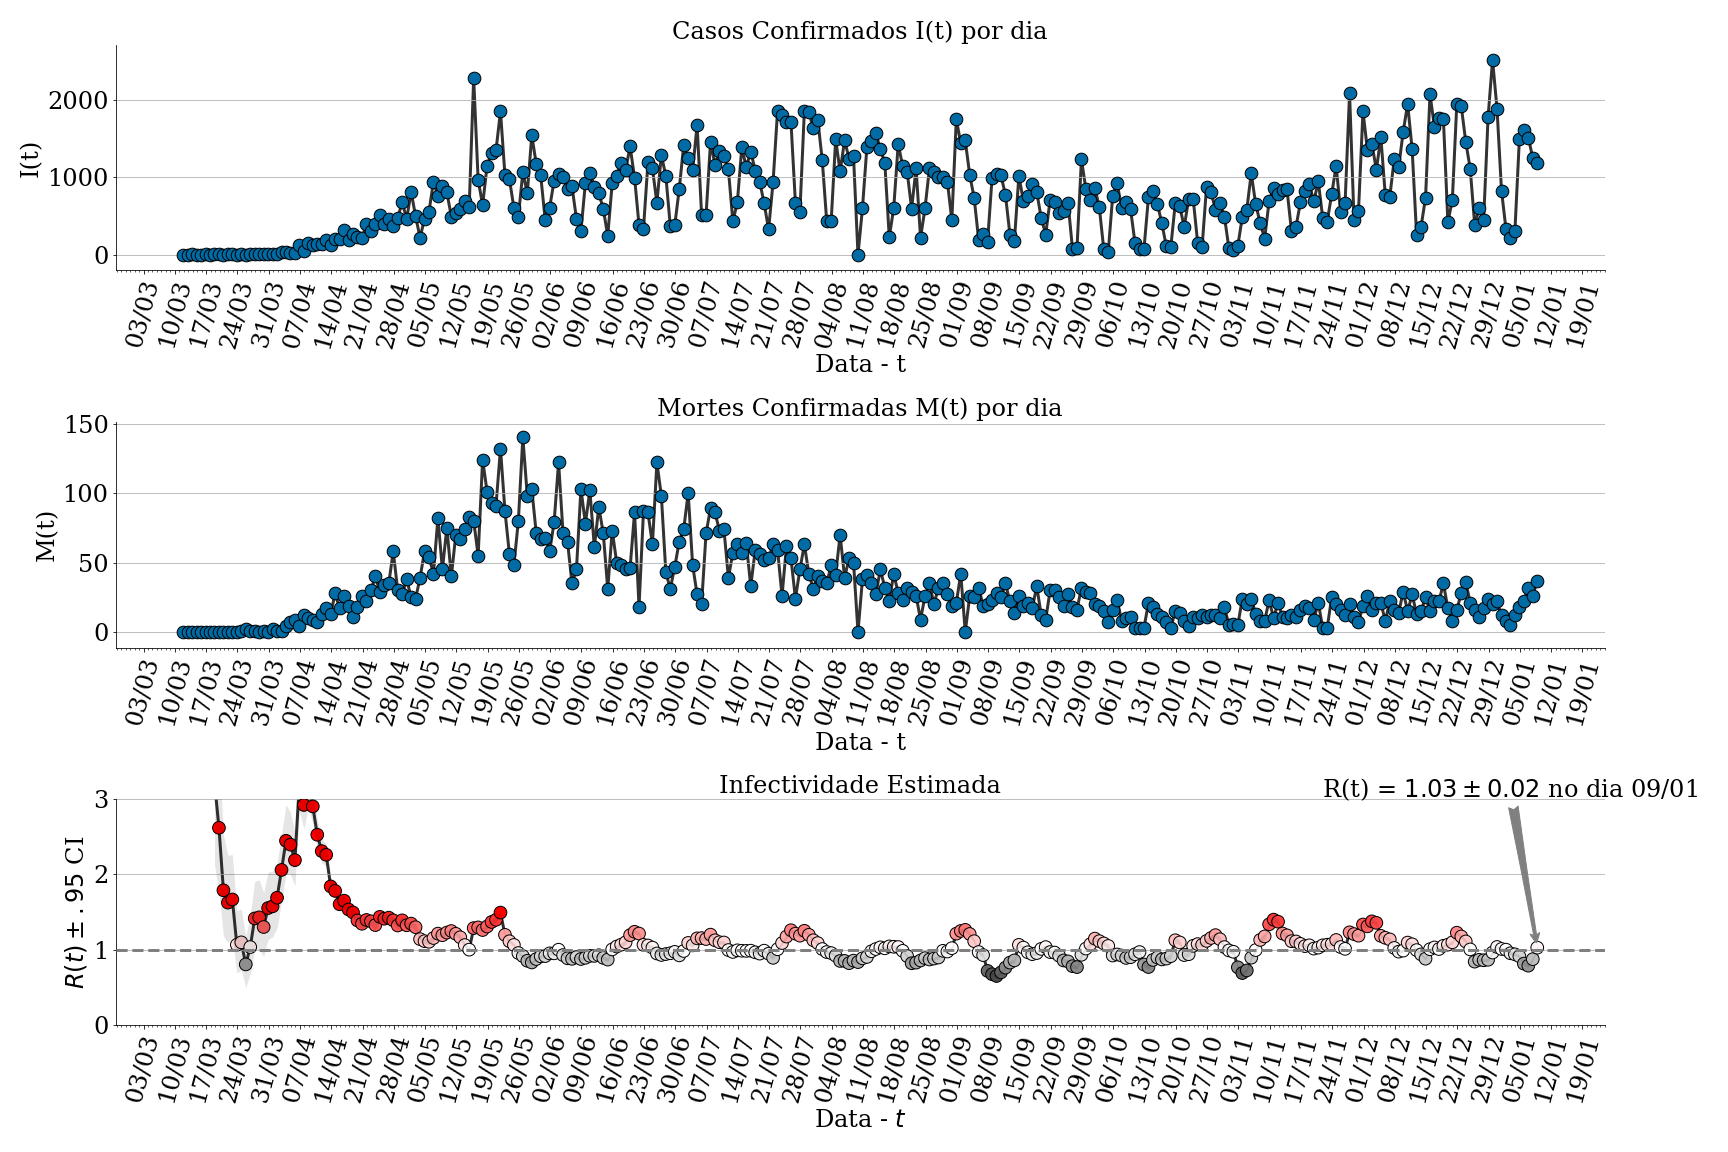 Casos Confirmados I(t) por dia
2000
1000
0
I(t)
03/03 10/03 17/03 24/03 31/03 07/04 14/04 21/04 28/04 05/05 12/05 19/05 26/05 02/06 09/06 16/06 23/06 30/06 07/07 14/07 21/07 28/07 04/08 11/08 18/08 25/08 01/09 08/09 15/09 22/09 29/09 06/10 13/10 20/10 27/10 03/11 10/11 17/11 24/11 01/12 08/12 15/12 22/12 29/12 05/01 12/01 19/01
Data - t
Mortes Confirmadas M(t) por dia
150
100
50
0
M(t)
03/03 10/03 17/03 24/03 31/03 07/04 14/04 21/04 28/04 05/05 12/05 19/05 26/05 02/06 09/06 16/06 23/06 30/06 07/07 14/07 21/07 28/07 04/08 11/08 18/08 25/08 01/09 08/09 15/09 22/09 29/09 06/10 13/10 20/10 27/10 03/11 10/11 17/11 24/11 01/12 08/12 15/12 22/12 29/12 05/01 12/01 19/01
Data - t
Infectividade Estimada
R(t) = 1.03 ± 0.02 no dia 09/01
3
2
1
0
R(t) ± .95 CI
03/03 10/03 17/03 24/03 31/03 07/04 14/04 21/04 28/04 05/05 12/05 19/05 26/05 02/06 09/06 16/06 23/06 30/06 07/07 14/07 21/07 28/07 04/08 11/08 18/08 25/08 01/09 08/09 15/09 22/09 29/09 06/10 13/10 20/10 27/10 03/11 10/11 17/11 24/11 01/12 08/12 15/12 22/12 29/12 05/01 12/01 19/01
Data - t